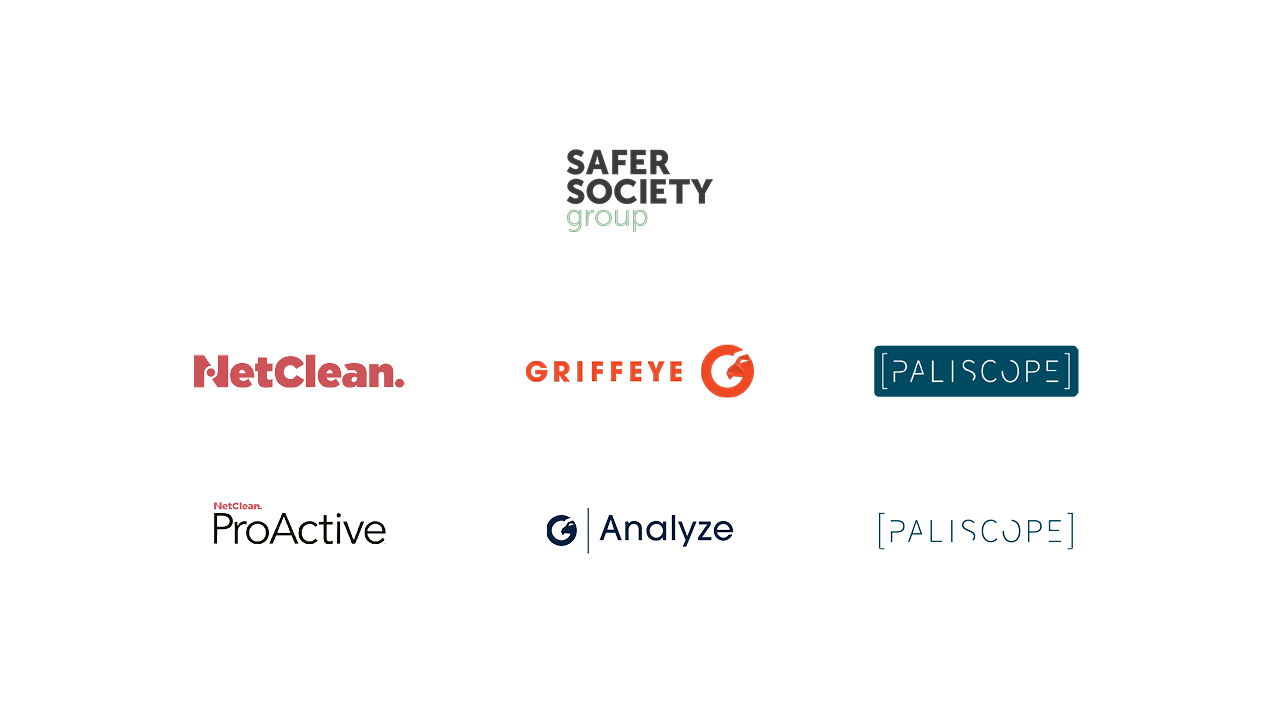 SAFER
SOCIETY
group
NetClean.
GRIFFEYE
[PALISCOPE]
NetClean.
ProActive
Analyze
[PALISCOPE]